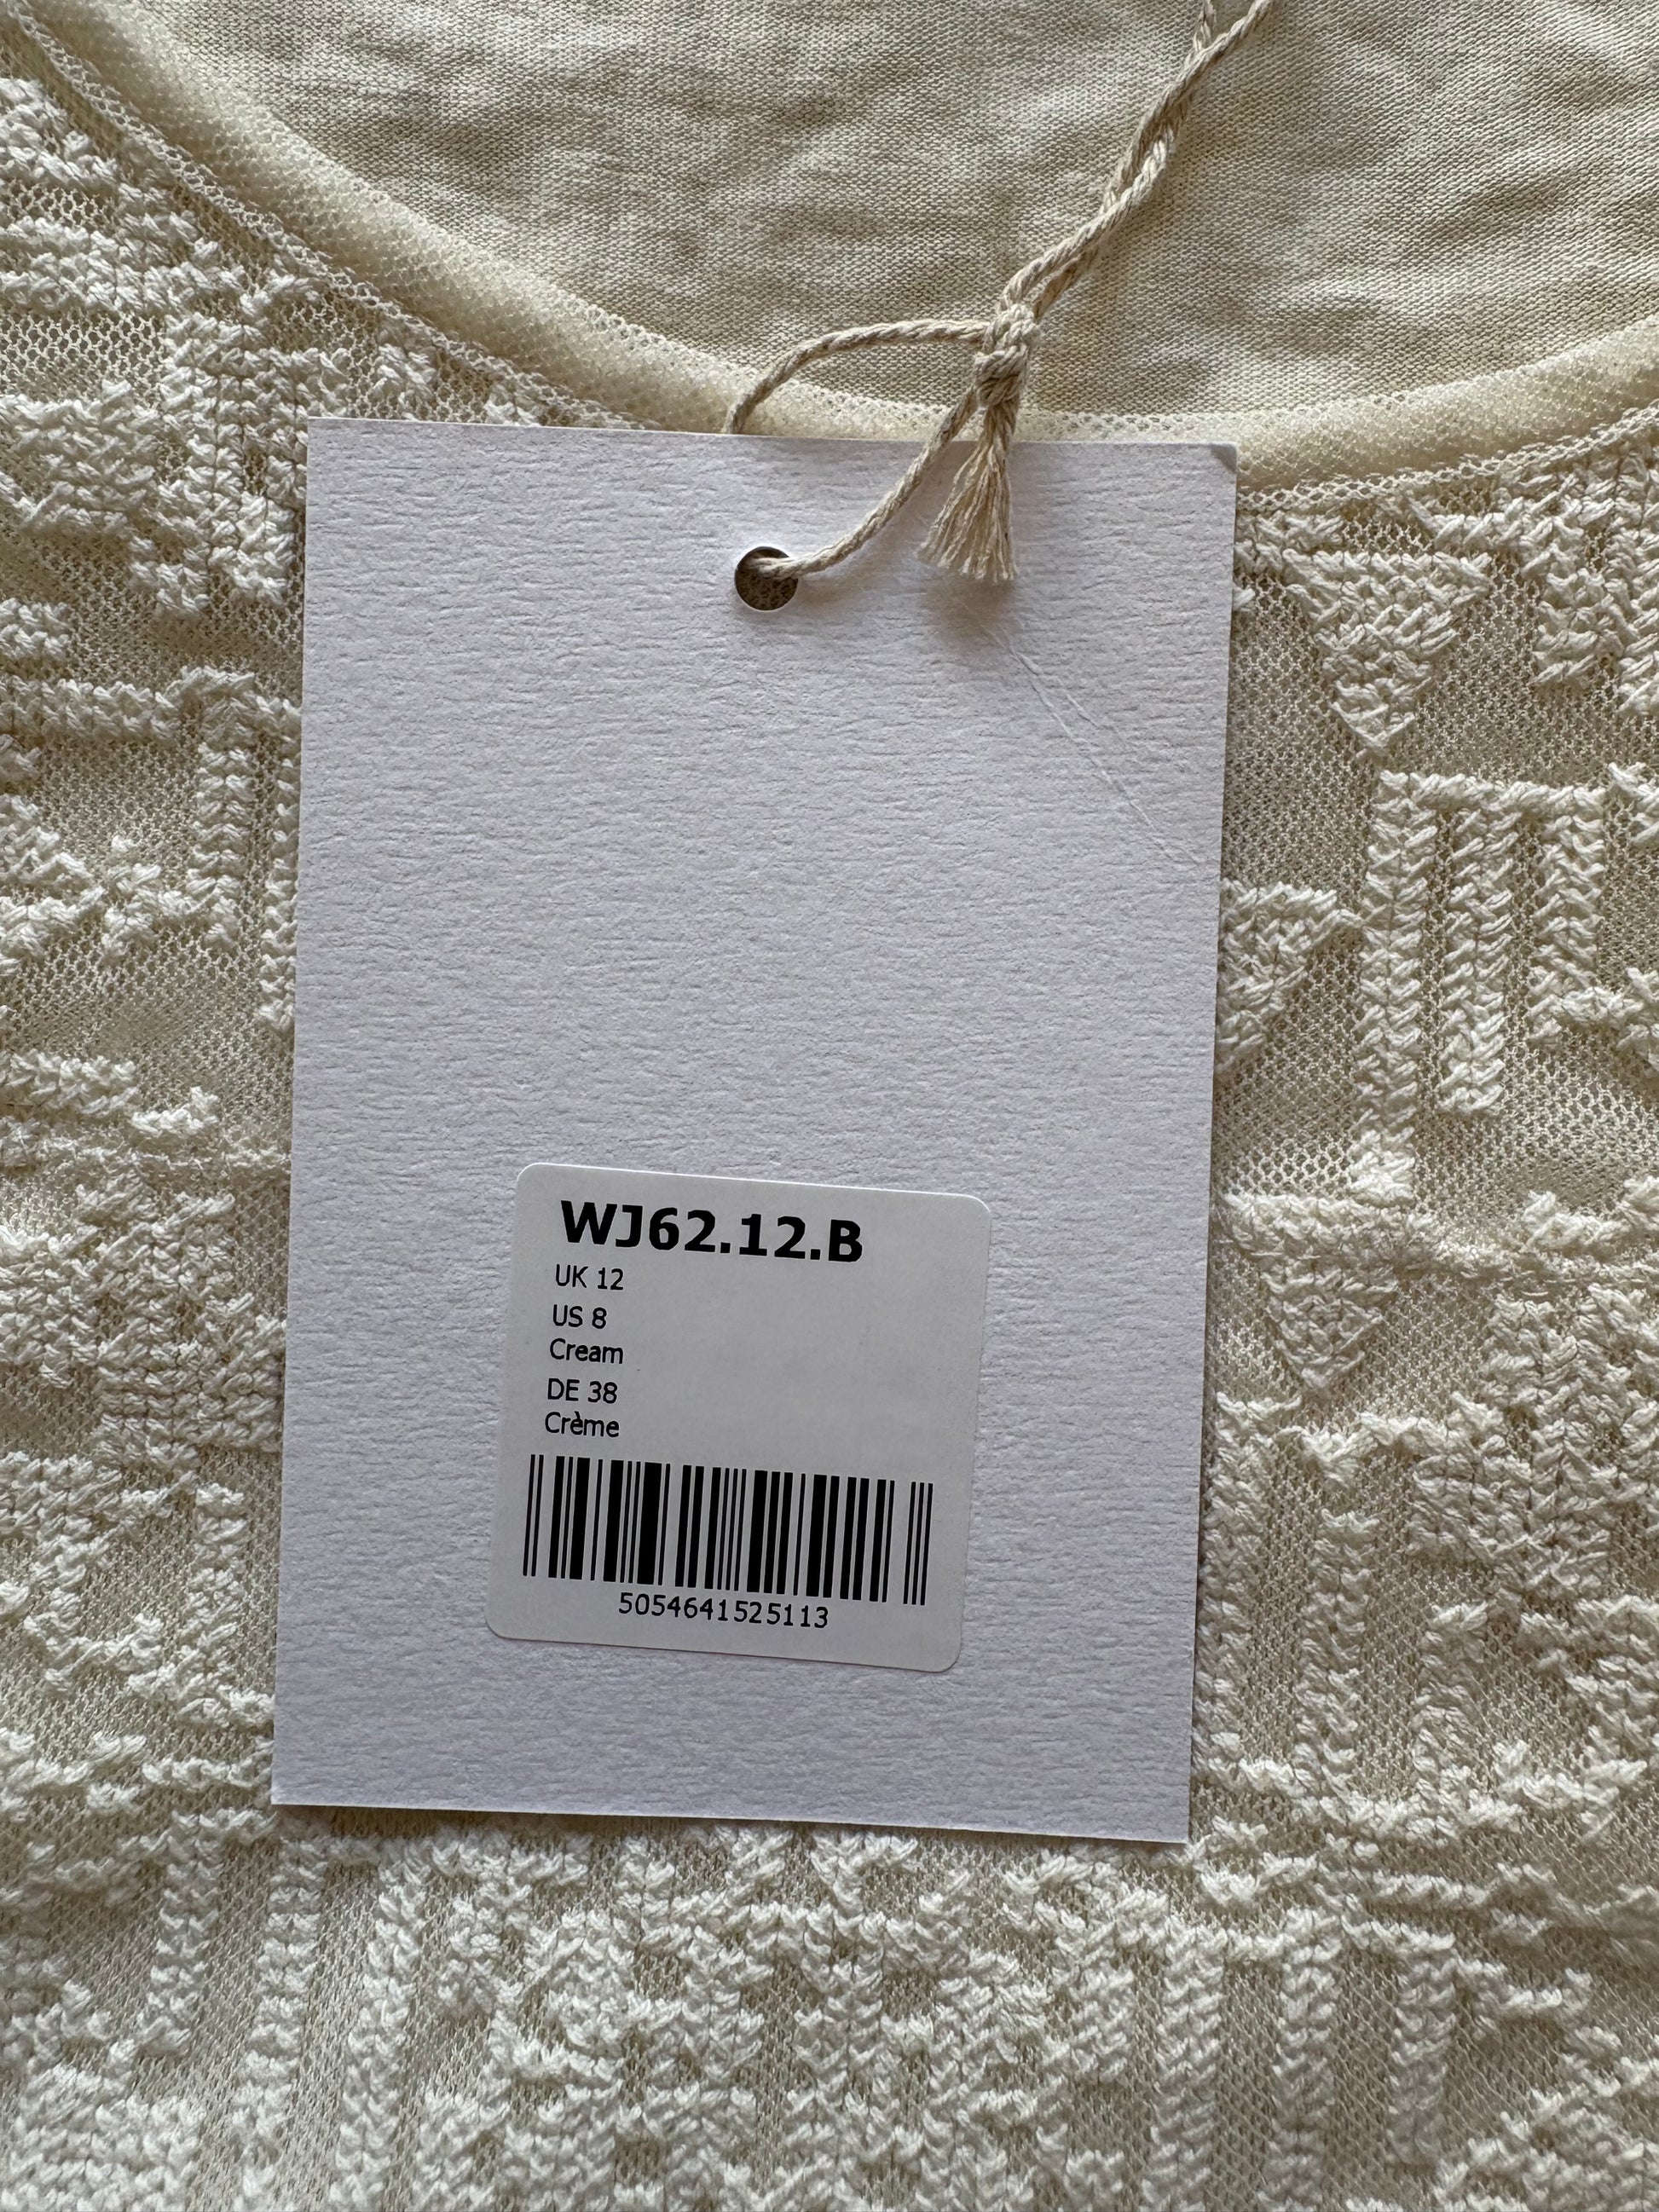 WJ62.12.B
UK 12
US 8
Cream
DE 38
Crème
5054641525113